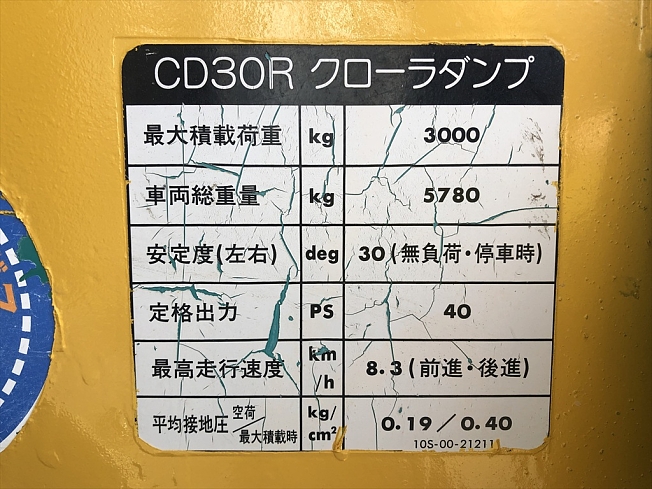 CD30R クローラダンプ
最大積載荷重 kg 3000
車両総重量 kg 5780
安定度(左右) deg 30(無負荷・停車時)
定格出力 PS 40
最高走行速度 km/h 8.3(前進・後進)
平均接地圧 空荷/最大積載時 kg/cm² 0.19/0.40
10S-00-21211